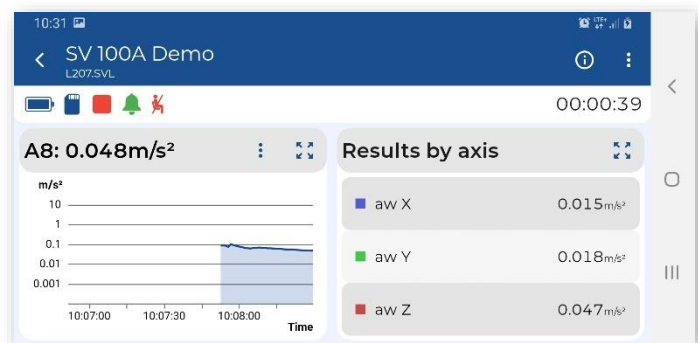 10:31
LTE+
SV 100A Demo
L207.SVL
00:00:39
A8: 0.048m/s²
m/s²
10
1
0.1
0.01
0.001
10:07:00 10:07:30 10:08:00
Time
Results by axis
aw X 0.015m/s²
aw Y 0.018m/s²
aw Z 0.047m/s²